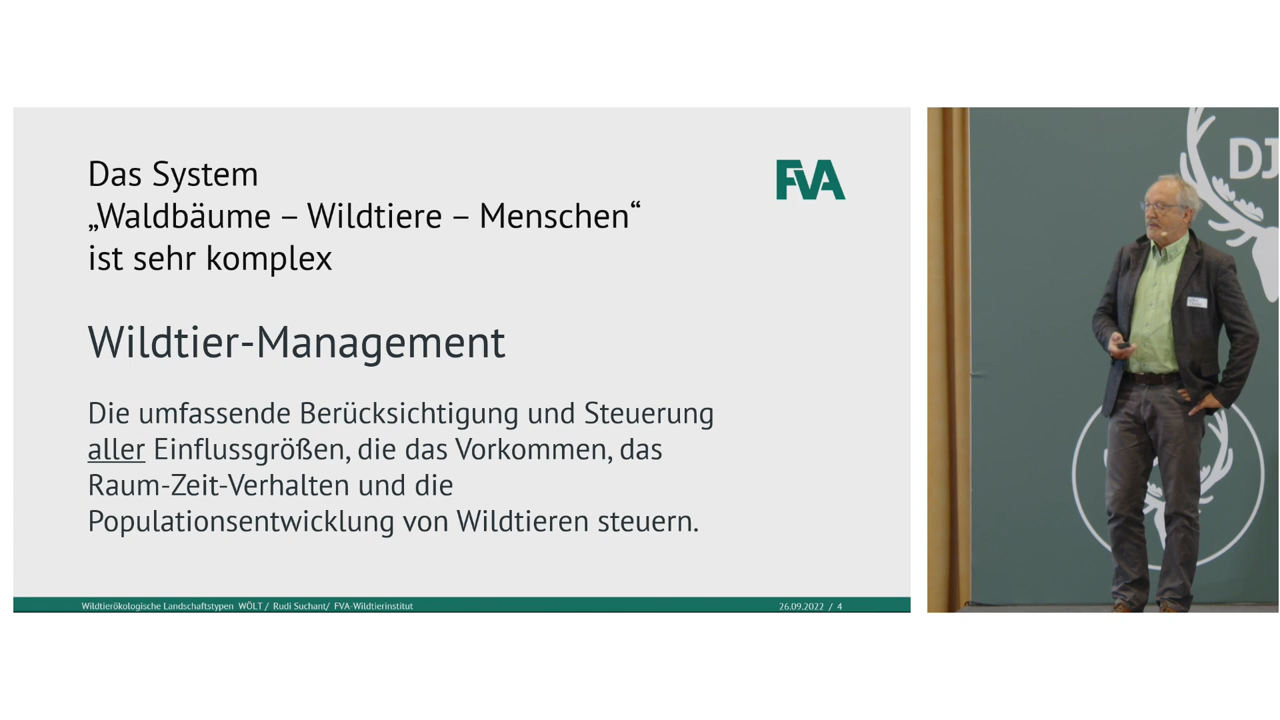 Das System
„Waldbäume – Wildtiere – Menschen“
ist sehr komplex
FVA
Wildtier-Management
Die umfassende Berücksichtigung und Steuerung
aller Einflussgrößen, die das Vorkommen, das
Raum-Zeit-Verhalten und die
Populationsentwicklung von Wildtieren steuern.
Wildtierökologische Landschaftstypen WÖLT / Rudi Suchant/ FVA-Wildtierinstitut
26.09.2022 / 4
DJ